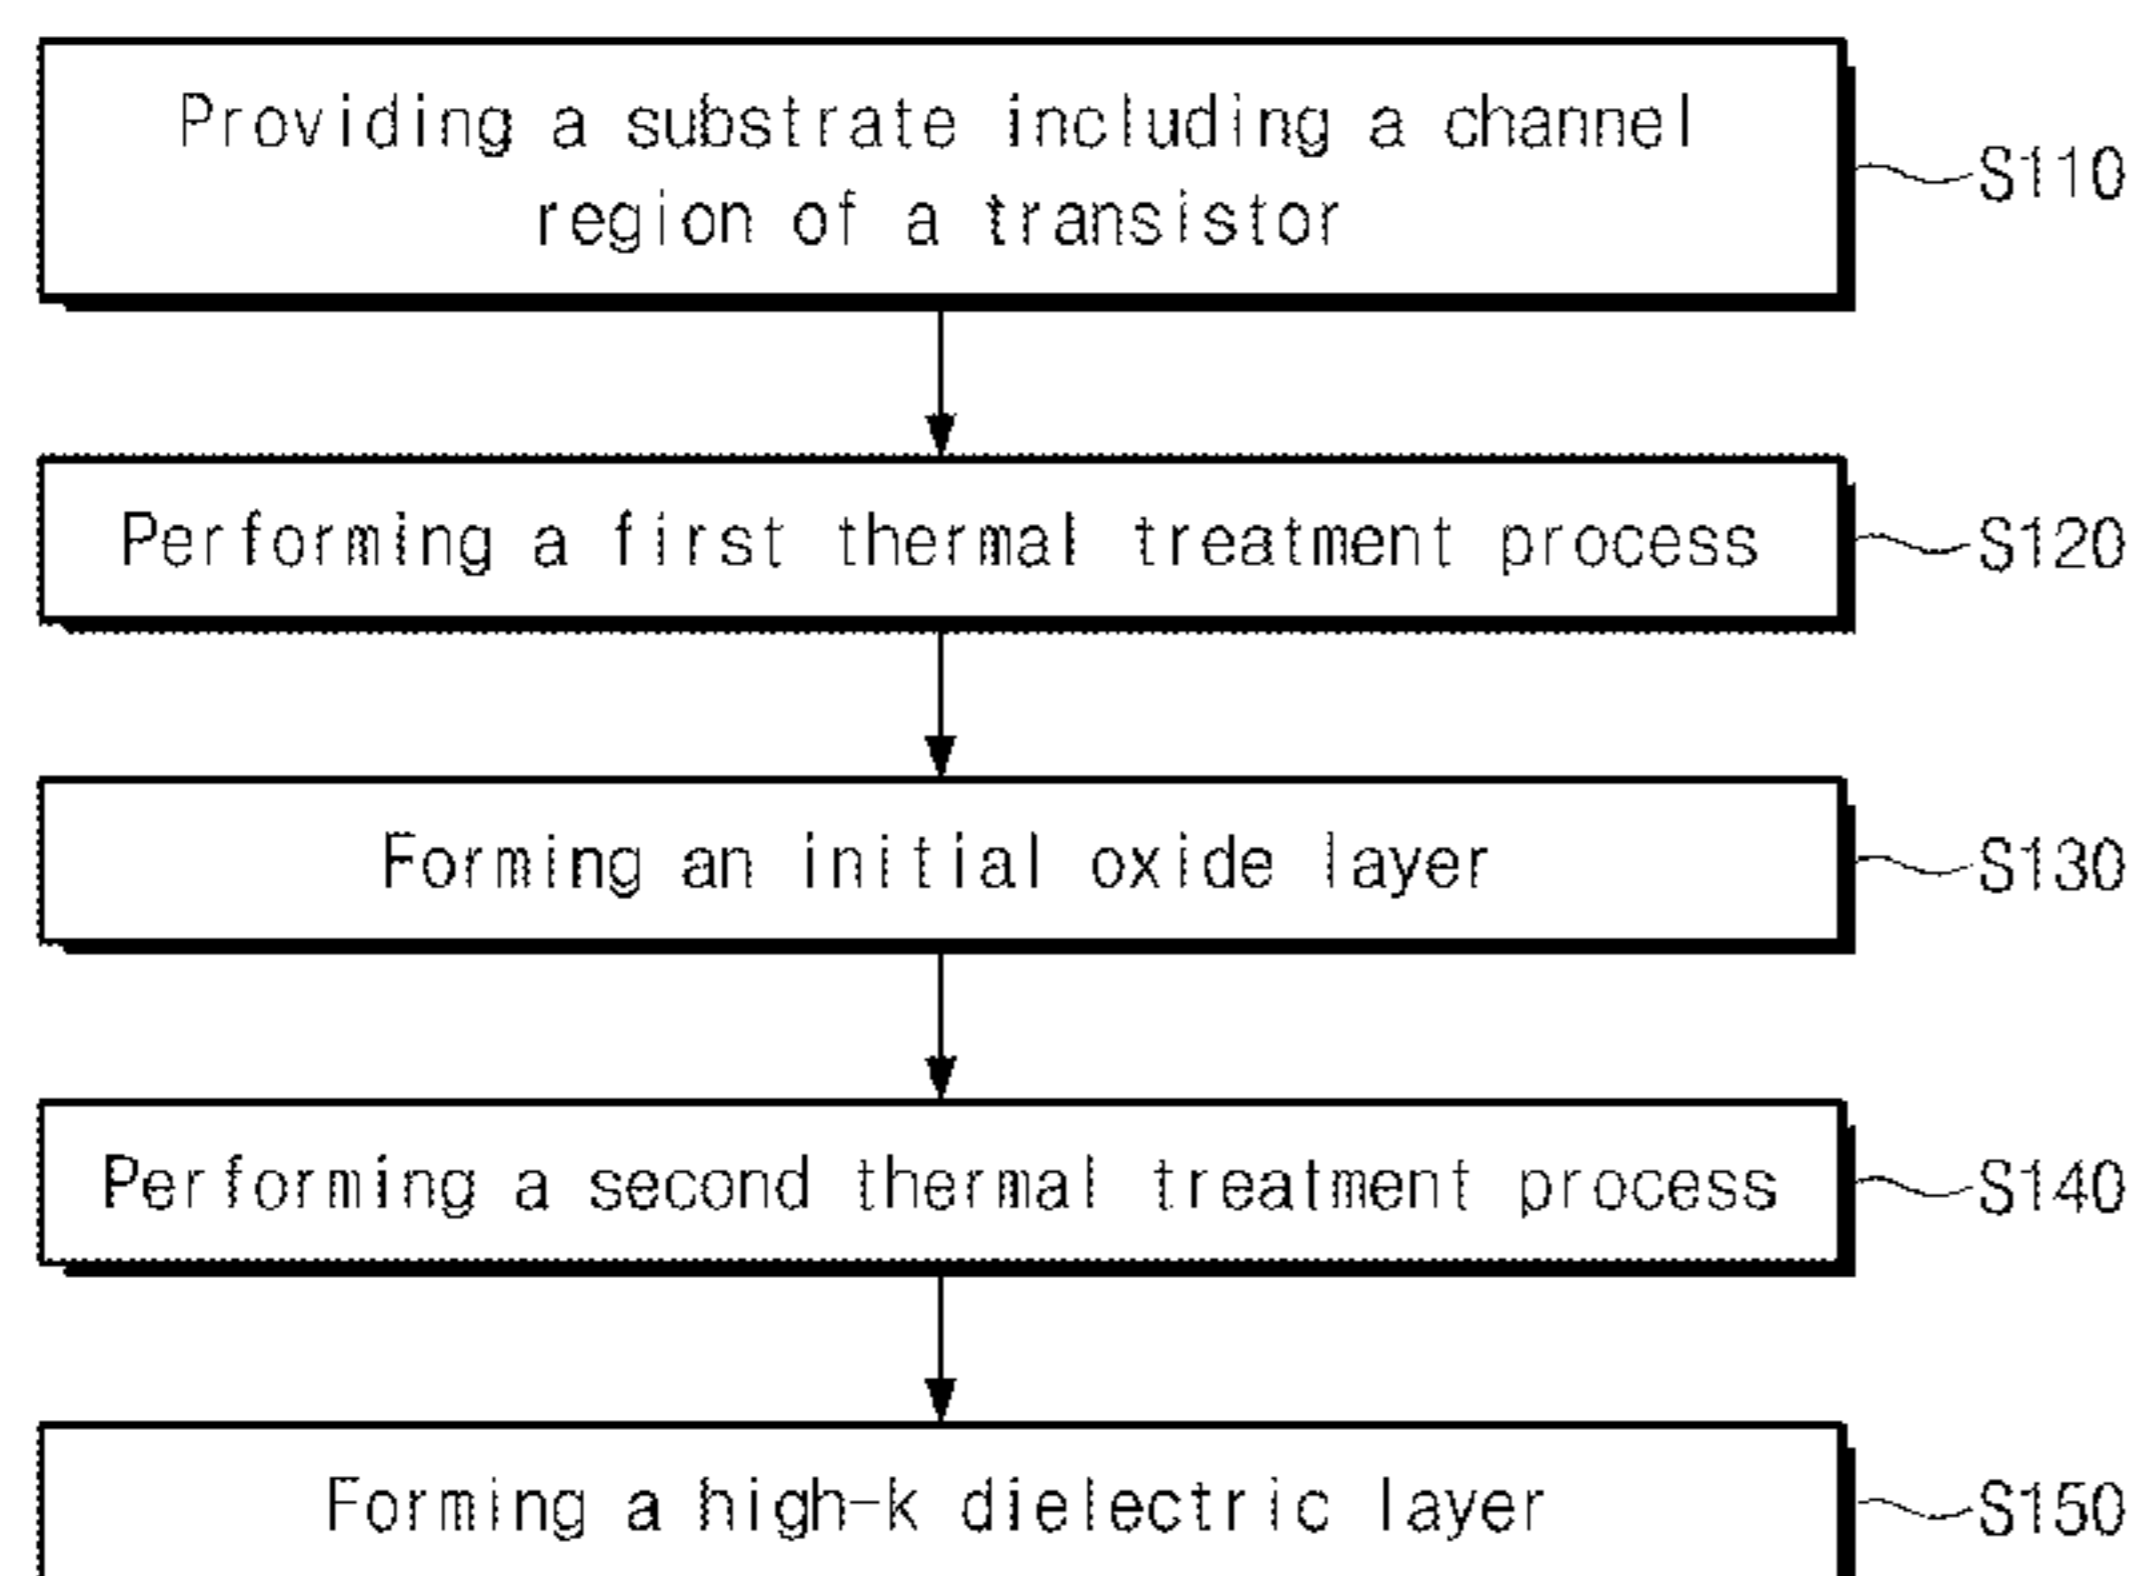 Providing a substrate including a channel
region of a transistor
S110
Performing a first thermal treatment process
S120
Forming an initial oxide layer
S130
Performing a second thermal treatment process
S140
Forming a high-k dielectric layer
S150